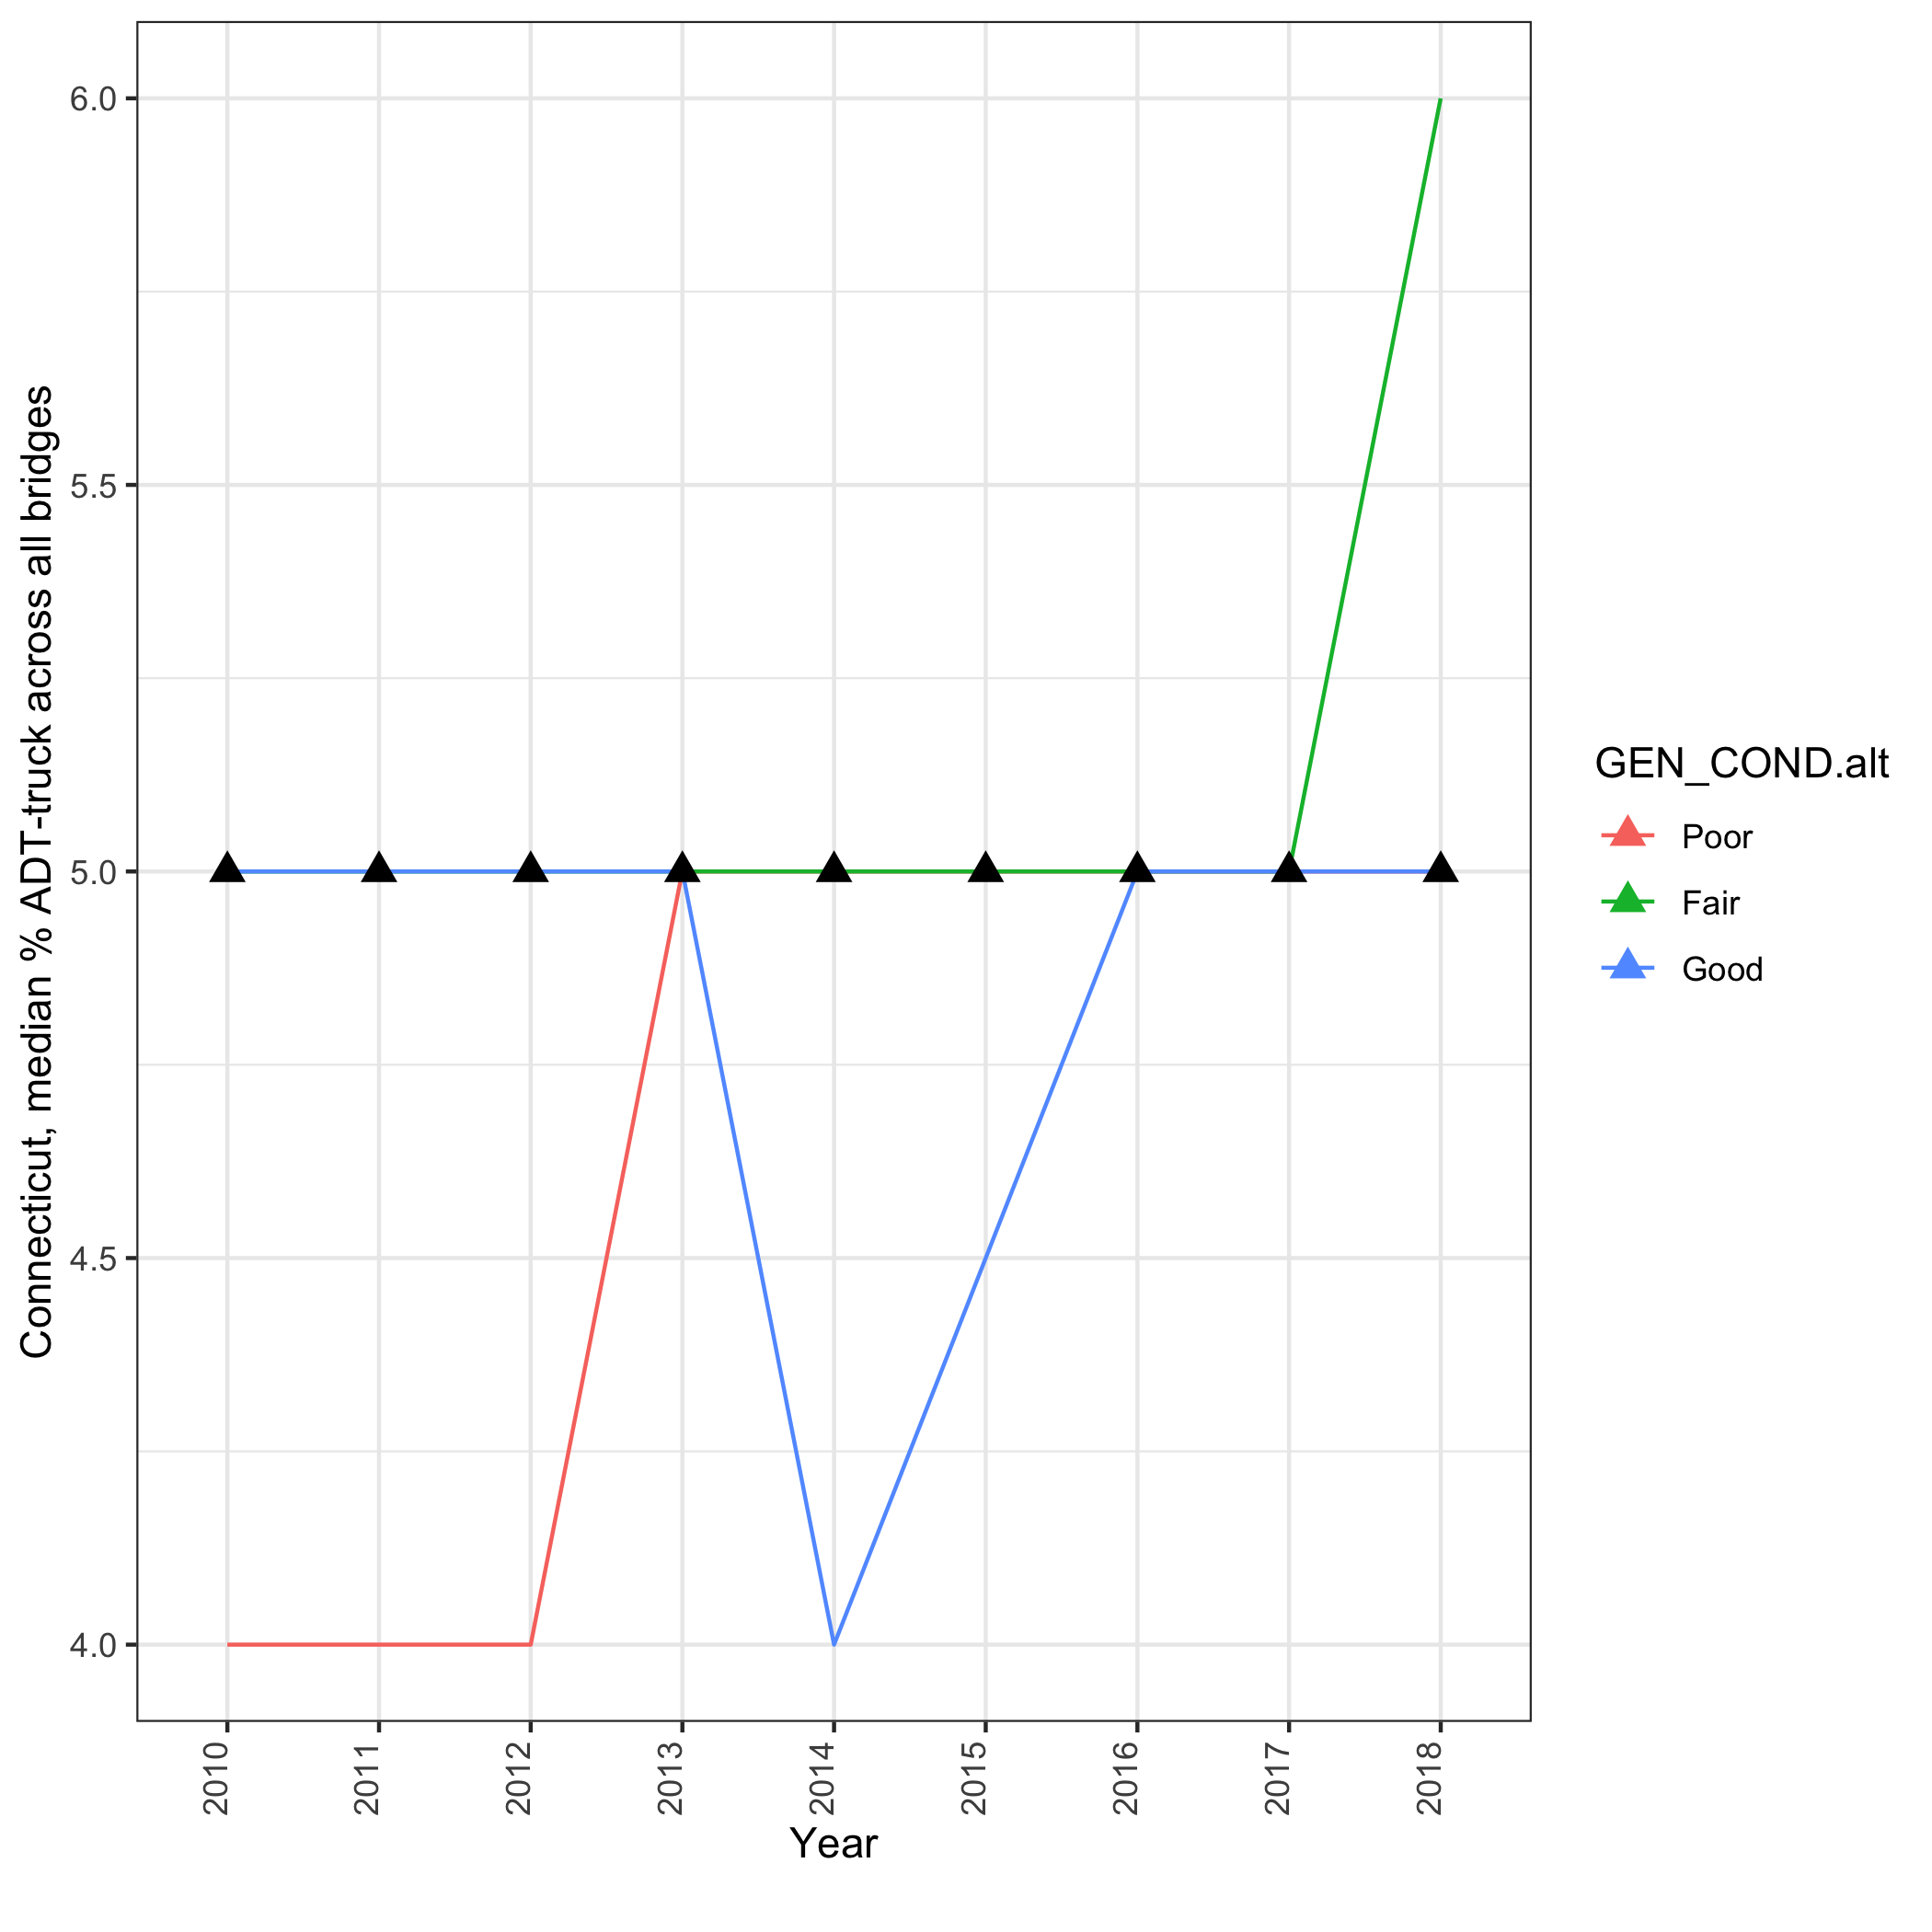 Connecticut, median % ADT-truck across all bridges
6.0
5.5
5.0
4.5
4.0
2010
2011
2012
2013
2014
2015
2016
2017
2018
Year
GEN_COND.alt
Poor
Fair
Good